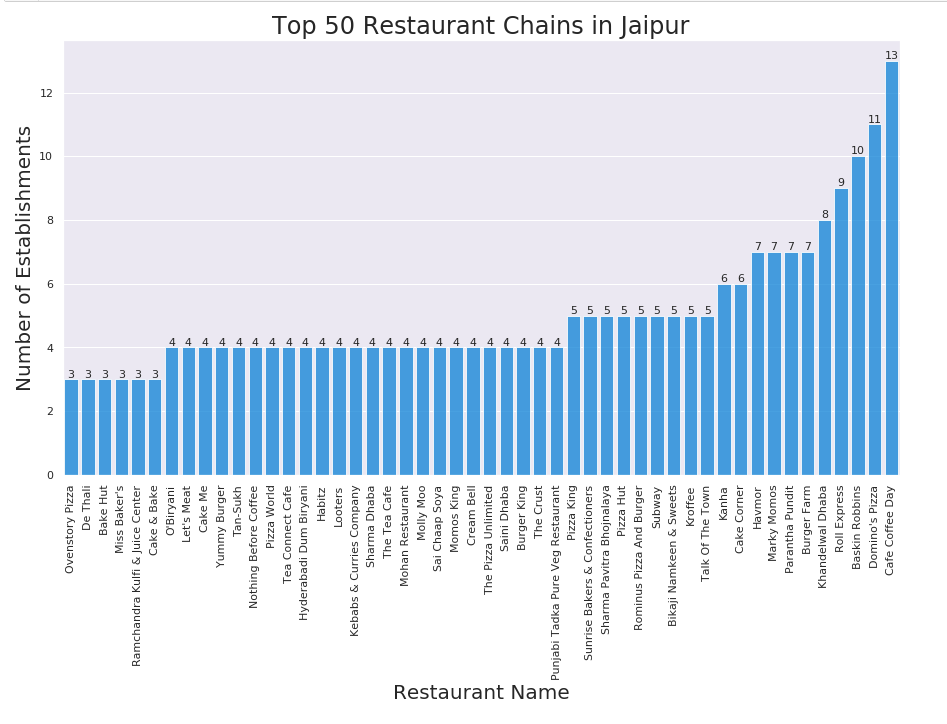 Top 50 Restaurant Chains in Jaipur
Number of Establishments
12
10
8
6
4
2
0
3 3 3 3 3 3 4 4 4 4 4 4 4 4 4 4 4 4 4 4 4 4 4 4 4 4 4 4 4 4 5 5 5 5 5 5 5 5 5 6 6 7 7 7 7 8 9 10 11 13
Ovenstory Pizza
De Thali
Bake Hut
Miss Baker's
Ramchandra Kulfi & Juice Center
Cake & Bake
O'Biryani
Let's Meat
Cake Me
Yummy Burger
Tan-Sukh
Nothing Before Coffee
Pizza World
Tea Connect Cafe
Hyderabadi Dum Biryani
Habitz
Looters
Kebabs & Curries Company
Sharma Dhaba
The Tea Cafe
Mohan Restaurant
Molly Moo
Sai Chaap Soya
Momos King
Cream Bell
The Pizza Unlimited
Saini Dhaba
Burger King
The Crust
Punjabi Tadka Pure Veg Restaurant
Pizza King
Sunrise Bakers & Confectioners
Sharma Pavitra Bhojnalaya
Pizza Hut
Rominus Pizza And Burger
Subway
Bikaji Namkeen & Sweets
Kroffee
Talk Of The Town
Kanha
Cake Corner
Havmor
Marky Momos
Parantha Pundit
Burger Farm
Khandelwal Dhaba
Roll Express
Baskin Robbins
Domino's Pizza
Cafe Coffee Day
Restaurant Name